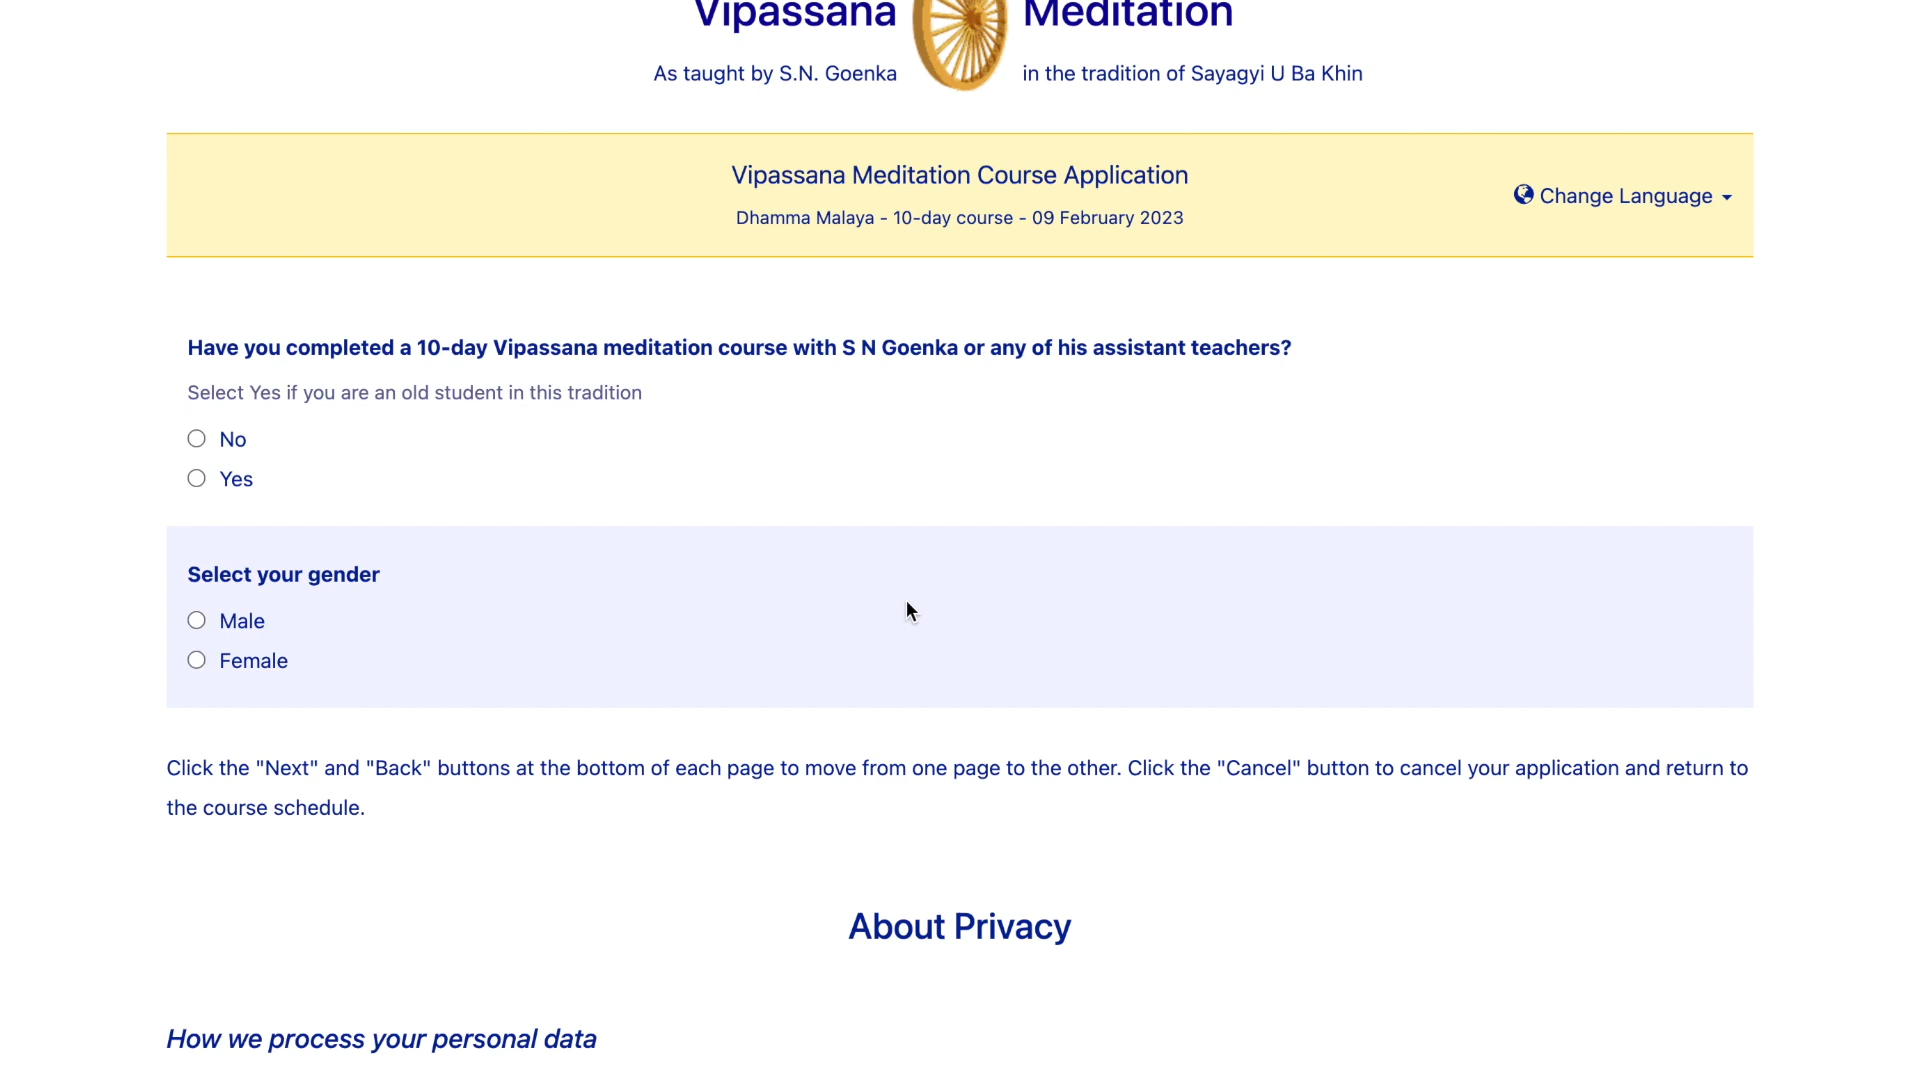 Vipassana Meditation
As taught by S.N. Goenka in the tradition of Sayagyi U Ba Khin
Vipassana Meditation Course Application
Change Language
Dhamma Malaya - 10-day course - 09 February 2023
Have you completed a 10-day Vipassana meditation course with S N Goenka or any of his assistant teachers?
Select Yes if you are an old student in this tradition
No
Yes
Select your gender
Male
Female
Click the "Next" and "Back" buttons at the bottom of each page to move from one page to the other. Click the "Cancel" button to cancel your application and return to
the course schedule.
About Privacy
How we process your personal data